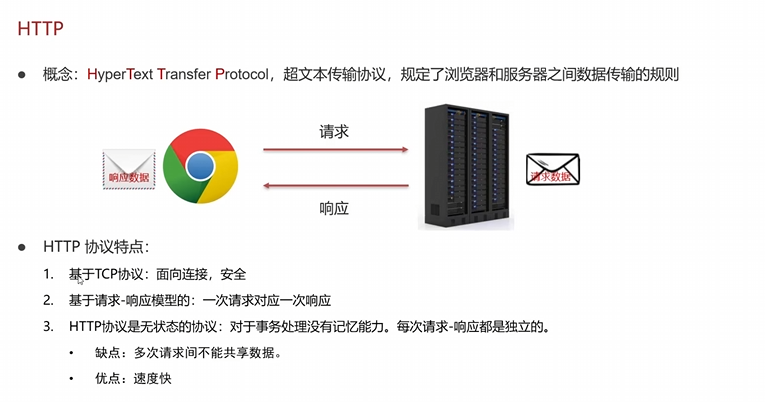 HTTP
● 概念：HyperText Transfer Protocol，超文本传输协议，规定了浏览器和服务器之间数据传输的规则
请求
响应数据
请求数据
响应
● HTTP 协议特点：
1. 基于TCP协议：面向连接，安全
2. 基于请求-响应模型的：一次请求对应一次响应
3. HTTP协议是无状态的协议：对于事务处理没有记忆能力。每次请求-响应都是独立的。
• 缺点：多次请求间不能共享数据。
• 优点：速度快